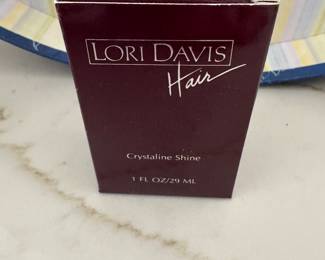 LORI DAVIS
Hair
Crystaline Shine
1 FL OZ/29 ML